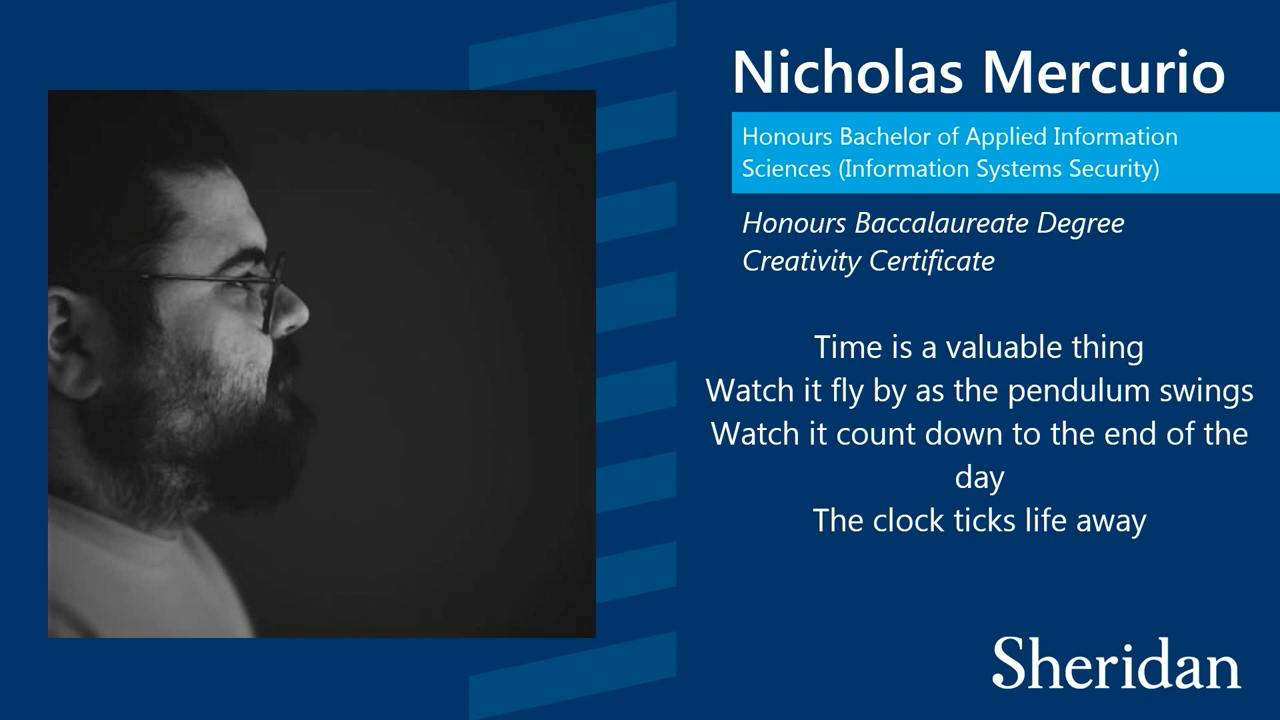 Nicholas Mercurio
Honours Bachelor of Applied Information
Sciences (Information Systems Security)
Honours Baccalaureate Degree
Creativity Certificate
Time is a valuable thing
Watch it fly by as the pendulum swings
Watch it count down to the end of the
day
The clock ticks life away
Sheridan